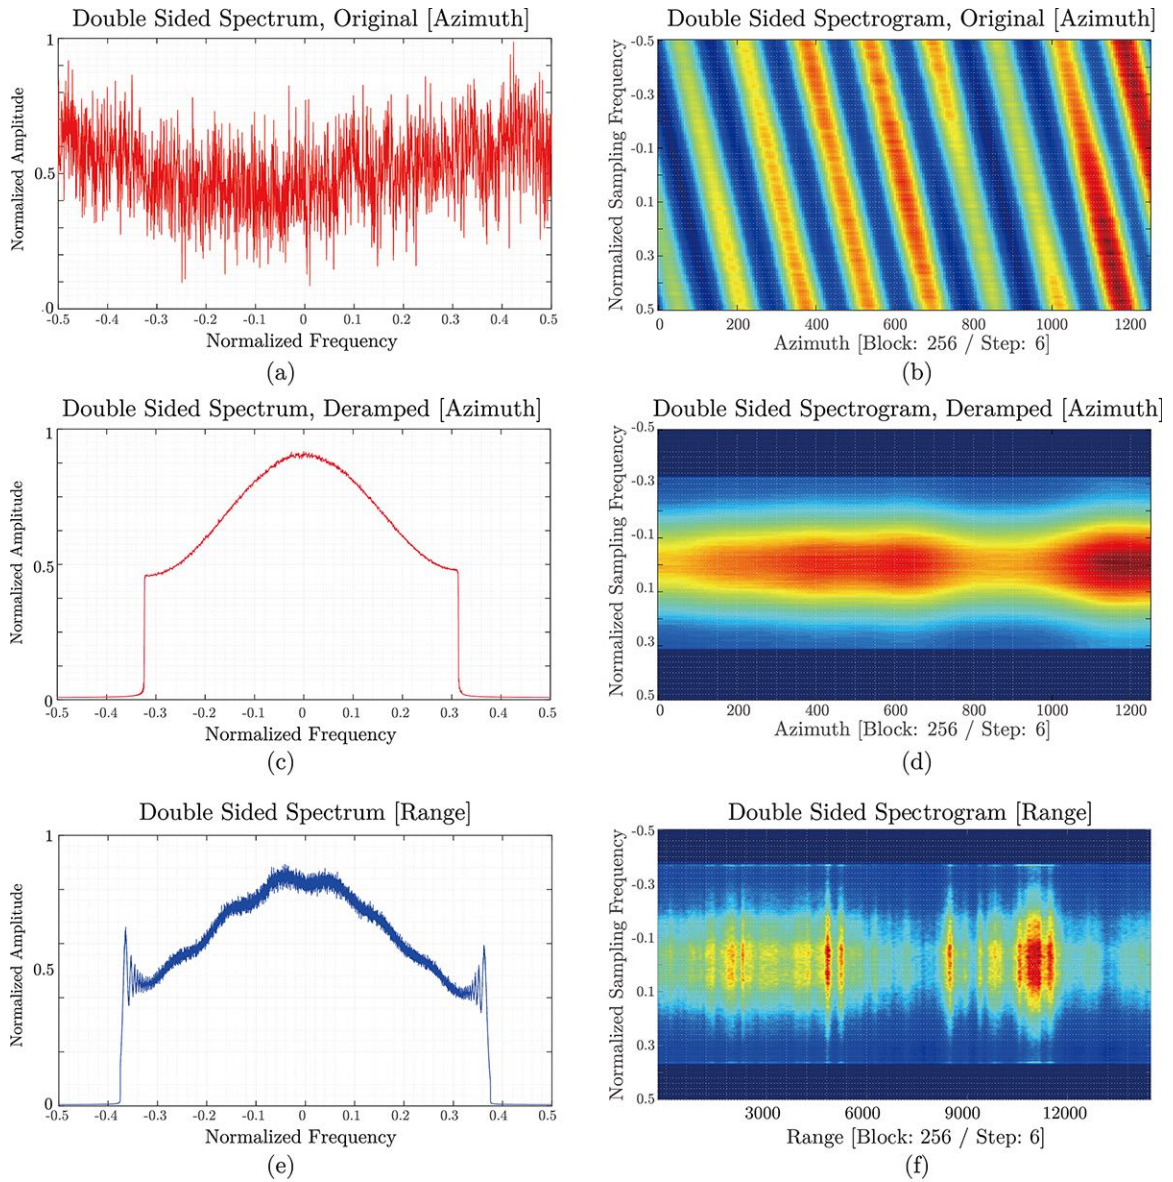 Double Sided Spectrum, Original [Azimuth]
1
0.5
0
Normalized Amplitude
-0.5 -0.4 -0.3 -0.2 -0.1 0 0.1 0.2 0.3 0.4 0.5
Normalized Frequency
(a)
Double Sided Spectrogram, Original [Azimuth]
-0.5
-0.3
-0.1
0.1
0.3
0.5
Normalized Sampling Frequency
0 200 400 600 800 1000 1200
Azimuth [Block: 256 / Step: 6]
(b)
Double Sided Spectrum, Deramped [Azimuth]
1
0.5
0
Normalized Amplitude
-0.5 -0.4 -0.3 -0.2 -0.1 0 0.1 0.2 0.3 0.4 0.5
Normalized Frequency
(c)
Double Sided Spectrogram, Deramped [Azimuth]
-0.5
-0.3
-0.1
0.1
0.3
0.5
Normalized Sampling Frequency
0 200 400 600 800 1000 1200
Azimuth [Block: 256 / Step: 6]
(d)
Double Sided Spectrum [Range]
1
0.5
0
Normalized Amplitude
-0.5 -0.4 -0.3 -0.2 -0.1 0 0.1 0.2 0.3 0.4 0.5
Normalized Frequency
(e)
Double Sided Spectrogram [Range]
-0.5
-0.3
-0.1
0.1
0.3
0.5
Normalized Sampling Frequency
3000 6000 9000 12000
Range [Block: 256 / Step: 6]
(f)